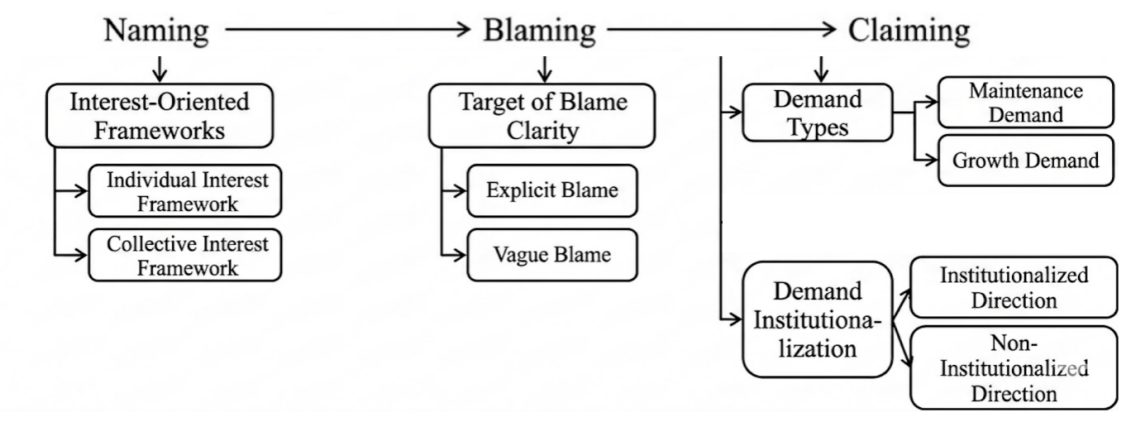 Naming
Blaming
Claiming
Interest-Oriented
Frameworks
Individual Interest
Framework
Collective Interest
Framework
Target of Blame
Clarity
Explicit Blame
Vague Blame
Demand
Types
Maintenance
Demand
Growth Demand
Demand
Institutiona-
lization
Institutionalized
Direction
Non-
Institutionalized
Direction